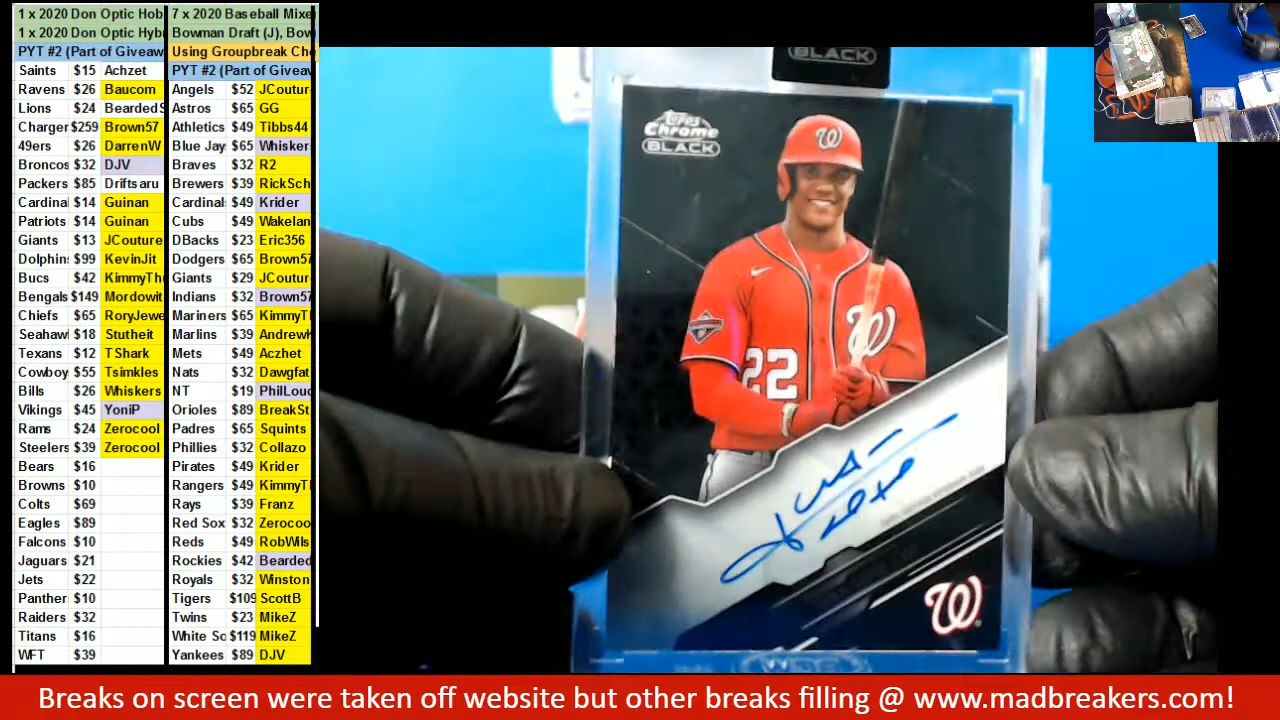 1 x 2020 Don Optic Hob
1 x 2020 Don Optic Hybr
PYT #2 (Part of Giveaw
Saints $15 Achzet
Ravens $26 Baucom
Lions $24 BeardedS
Charger $259 Brown57
49ers $26 DarrenW
Broncos $32 DJV
Packers $85 Driftsaru
Cardinal $14 Guinan
Patriots $14 Guinan
Giants $13 JCouture
Dolphin $99 KevinJit
Bucs $42 KimmyTh
Bengals $149 Mordowit
Chiefs $65 RoryJewe
Seahaw $18 Stutheit
Texans $12 TShark
Cowboy $55 Tsimkles
Bills $26 Whiskers
Vikings $45 YoniP
Rams $24 Zerocool
Steelers $39 Zerocool
Bears $16
Browns $10
Colts $69
Eagles $89
Falcons $10
Jaguars $21
Jets $22
Panther $10
Raiders $32
Titans $16
WFT $39
7 x 2020 Baseball Mixe
Bowman Draft (J), Bow
Using Groupbreak Che
PYT #2 (Part of Giveaw
Angels $52 JCoutur
Astros $65 GG
Athletics $49 Tibbs44
Blue Jay $65 Whisker
Braves $32 R2
Brewers $39 RickSch
Cardinal $49 Krider
Cubs $49 Wakelan
DBacks $23 Eric356
Dodgers $65 Brown57
Giants $29 JCoutur
Indians $32 Brown57
Mariners $65 KimmyT
Marlins $39 Andrew
Mets $49 Aczhet
Nats $32 Dawgfat
NT $19 PhilLoud
Orioles $89 BreakSt
Padres $65 Squints
Phillies $32 Collazo
Pirates $49 Krider
Rangers $49 KimmyT
Rays $39 Franz
Red Sox $32 Zerocoo
Reds $49 RobWils
Rockies $42 Bearded
Royals $32 Winston
Tigers $109 ScottB
Twins $23 MikeZ
White So $119 MikeZ
Yankees $89 DJV
BLACK
Topps
Chrome
BLACK
W
22
W
W
Breaks on screen were taken off website but other breaks filling @ www.madbreakers.com!